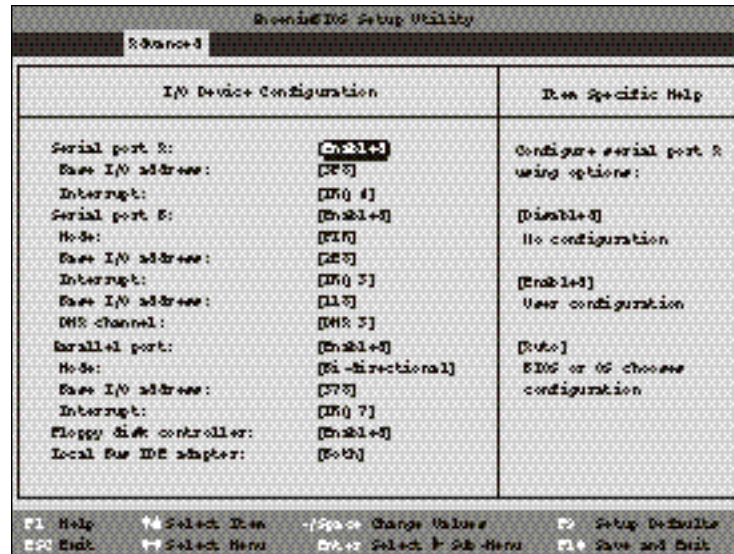 PhoenixBIOS Setup Utility
Advanced
I/O Device Configuration
Item Specific Help
Serial port A: [Enabled]
Base I/O address: [3F8]
Interrupt: [IRQ 4]
Serial port B: [Enabled]
Mode: [FIR]
Base I/O address: [2F8]
Interrupt: [IRQ 3]
Base I/O address: [118]
DMA channel: [DMA 3]
Parallel port: [Enabled]
Mode: [Bi-directional]
Base I/O address: [378]
Interrupt: [IRQ 7]
Floppy disk controller: [Enabled]
Local Bus IDE adapter: [Both]
Configure serial port A
using options:
[Disabled]
No configuration
[Enabled]
User configuration
[Auto]
BIOS or OS chooses
configuration
F1 Help ↑↓ Select Item -/Space Change Values F9 Setup Defaults
ESC Exit ←→ Select Menu Enter Select ▶ Sub-Menu F10 Save and Exit